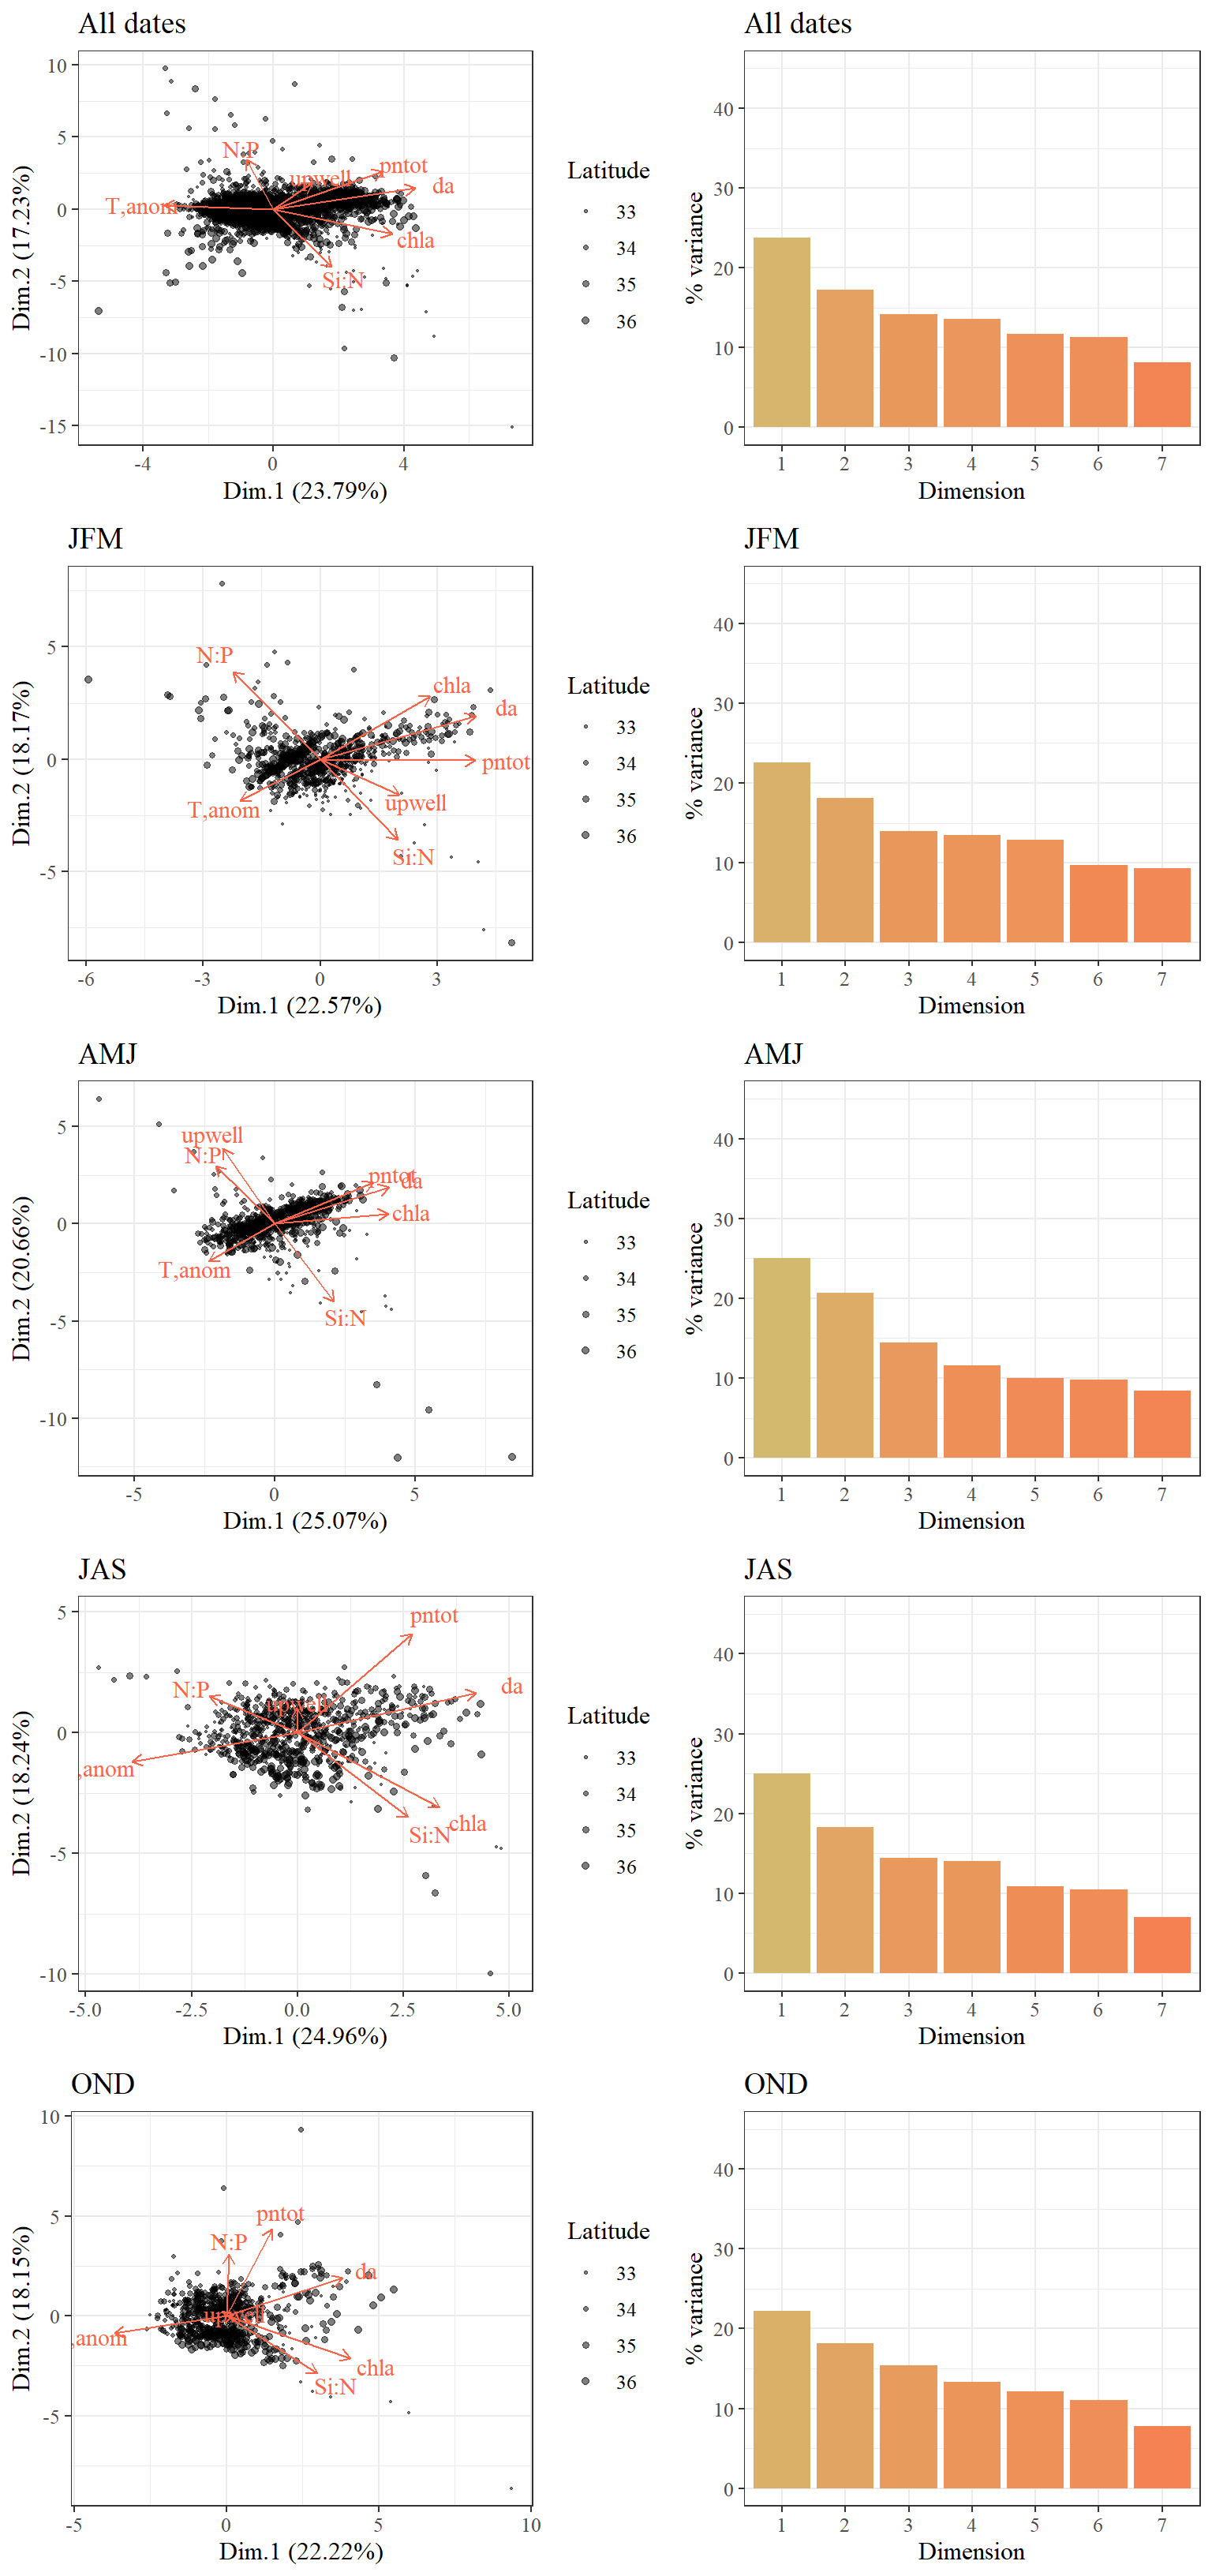 All dates
All dates
10
5
0
-5
-10
-15
Dim.2 (17.23%)
N:P
upwell
pntot
da
T,anom
chla
Si:N
-4
0
4
Dim.1 (23.79%)
Latitude
33
34
35
36
% variance
40
30
20
10
0
1 2 3 4 5 6 7
Dimension
JFM
JFM
5
0
-5
Dim.2 (18.17%)
N:P
chla
da
pntot
upwell
T,anom
Si:N
-6
-3
0
3
Dim.1 (22.57%)
Latitude
33
34
35
36
% variance
40
30
20
10
0
1 2 3 4 5 6 7
Dimension
AMJ
AMJ
5
0
-5
-10
Dim.2 (20.66%)
upwell
N:P
pntot
da
chla
T,anom
Si:N
-5
0
5
Dim.1 (25.07%)
Latitude
33
34
35
36
% variance
40
30
20
10
0
1 2 3 4 5 6 7
Dimension
JAS
JAS
5
0
-5
-10
Dim.2 (18.24%)
pntot
da
N:P
upwell
,anom
chla
Si:N
-5.0
-2.5
0.0
2.5
5.0
Dim.1 (24.96%)
Latitude
33
34
35
36
% variance
40
30
20
10
0
1 2 3 4 5 6 7
Dimension
OND
OND
10
5
0
-5
Dim.2 (18.15%)
pntot
N:P
da
upwell
,anom
chla
Si:N
-5
0
5
10
Dim.1 (22.22%)
Latitude
33
34
35
36
% variance
40
30
20
10
0
1 2 3 4 5 6 7
Dimension